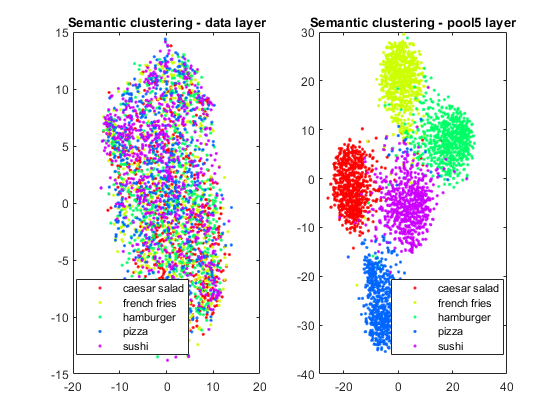 Semantic clustering - data layer
15
10
5
0
-5
-10
-15
-20
-10
0
10
20
caesar salad
french fries
hamburger
pizza
sushi
Semantic clustering - pool5 layer
30
20
10
0
-10
-20
-30
-40
-20
0
20
40
caesar salad
french fries
hamburger
pizza
sushi